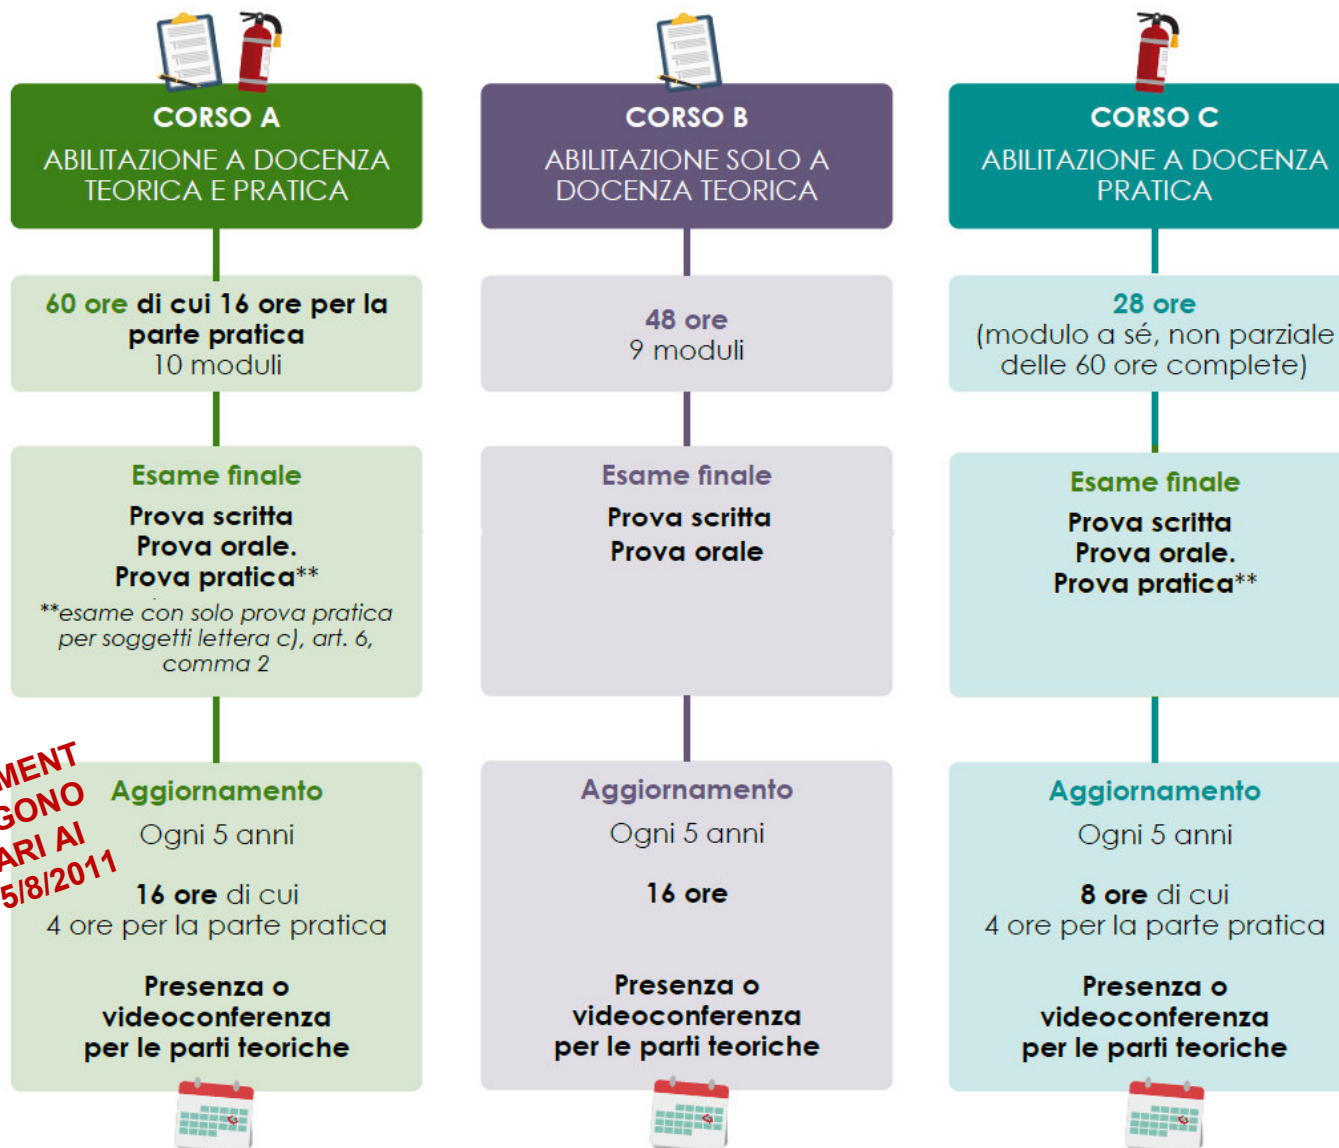 CORSO A
ABILITAZIONE A DOCENZA
TEORICA E PRATICA
60 ore di cui 16 ore per la
parte pratica
10 moduli
Esame finale
Prova scritta
Prova orale.
Prova pratica**
**esame con solo prova pratica
per soggetti lettera c), art. 6,
comma 2
Aggiornamento
Ogni 5 anni
16 ore di cui
4 ore per la parte pratica
Presenza o
videoconferenza
per le parti teoriche
CORSO B
ABILITAZIONE SOLO A
DOCENZA TEORICA
48 ore
9 moduli
Esame finale
Prova scritta
Prova orale
Aggiornamento
Ogni 5 anni
16 ore
Presenza o
videoconferenza
per le parti teoriche
CORSO C
ABILITAZIONE A DOCENZA
PRATICA
28 ore
(modulo a sé, non parziale
delle 60 ore complete)
Esame finale
Prova scritta
Prova orale.
Prova pratica**
Aggiornamento
Ogni 5 anni
8 ore di cui
4 ore per la parte pratica
Presenza o
videoconferenza
per le parti teoriche
MENT
GONO
ARI AI
5/8/2011